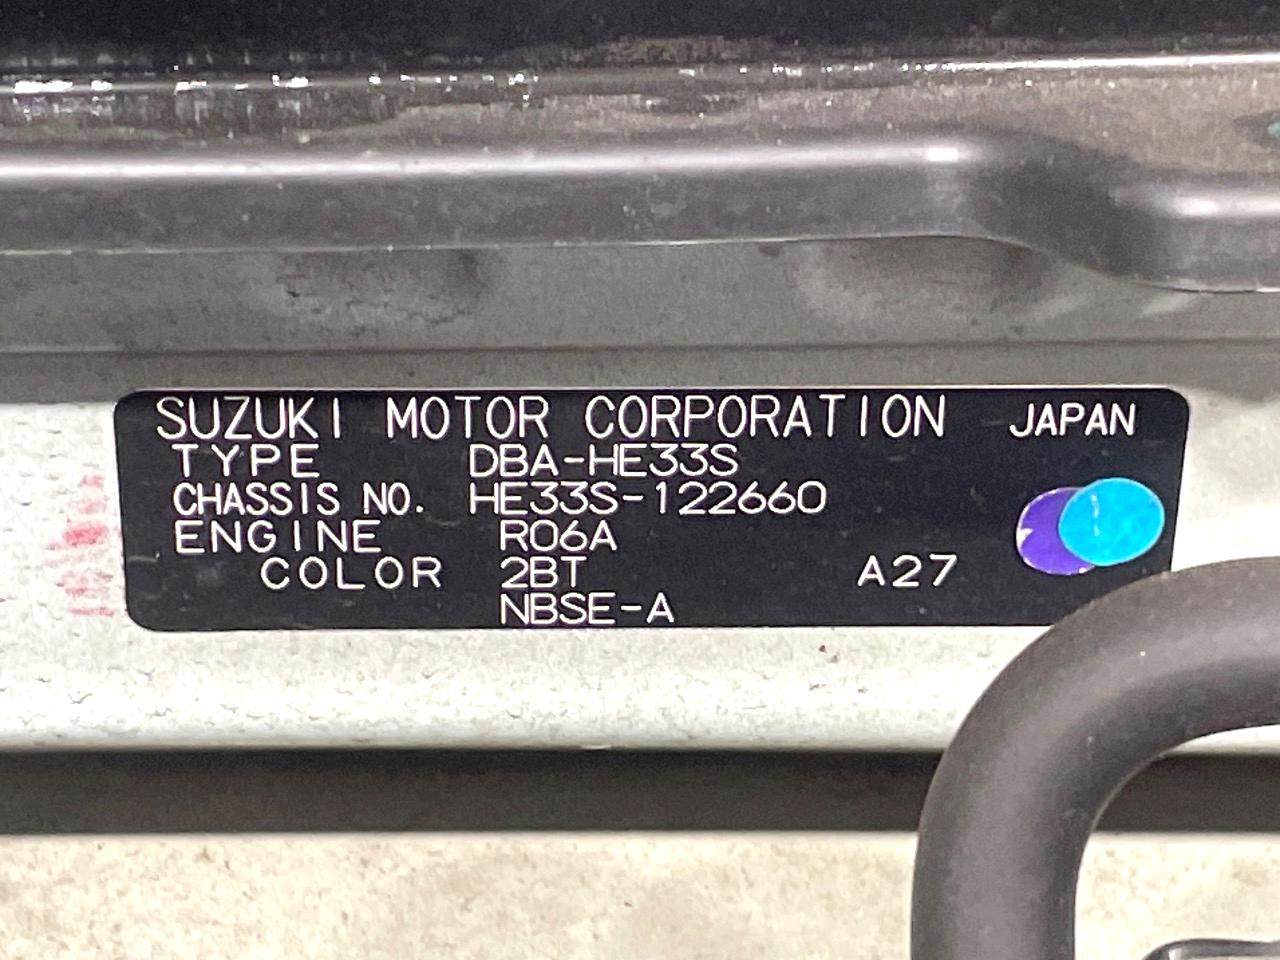 SUZUKI MOTOR CORPORATION JAPAN
TYPE DBA-HE33S
CHASSIS NO. HE33S-122660
ENGINE R06A
COLOR 2BT A27
NBSE-A